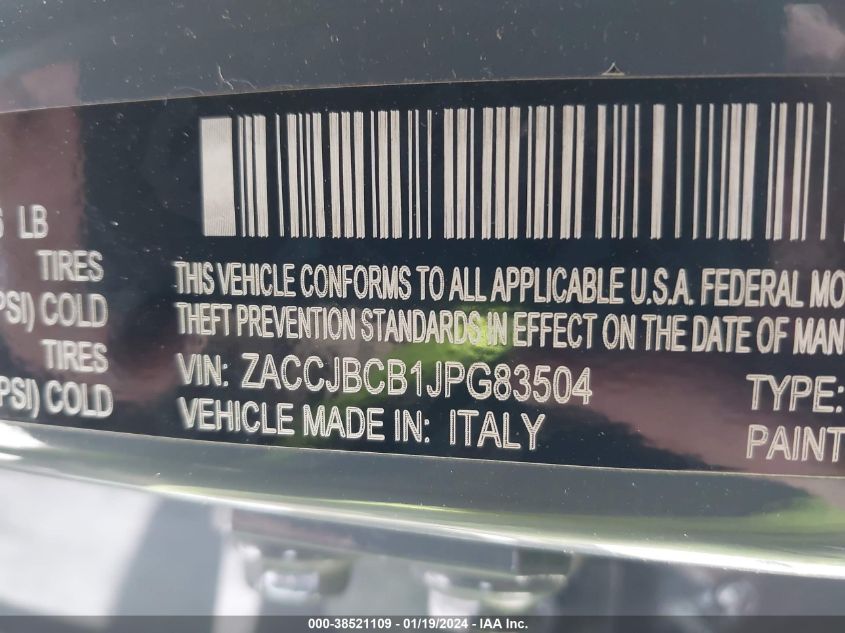 LB
TIRES
PSI) COLD
TIRES
PSI) COLD
THIS VEHICLE CONFORMS TO ALL APPLICABLE U.S.A. FEDERAL MO
THEFT PREVENTION STANDARDS IN EFFECT ON THE DATE OF MAN
VIN: ZACCJBCB1JPG83504
TYPE:
VEHICLE MADE IN: ITALY
PAINT
000-38521109 - 01/19/2024 - IAA Inc.